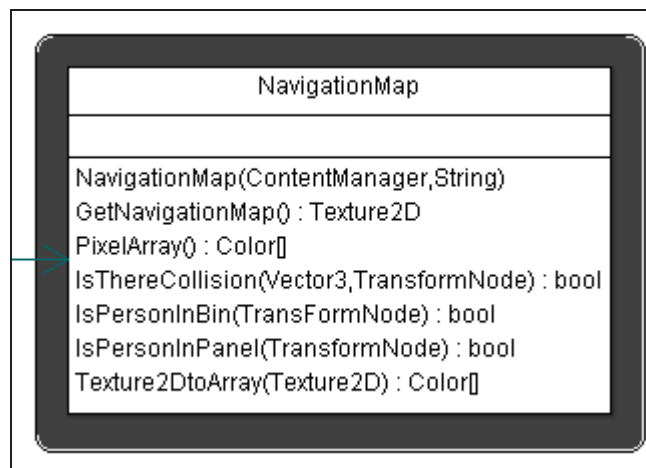 NavigationMap
NavigationMap(ContentManager,String)
GetNavigationMap() : Texture2D
PixelArray() : Color[]
IsThereCollision(Vector3,TransformNode) : bool
IsPersonInBin(TransFormNode) : bool
IsPersonInPanel(TransformNode) : bool
Texture2DtoArray(Texture2D) : Color[]